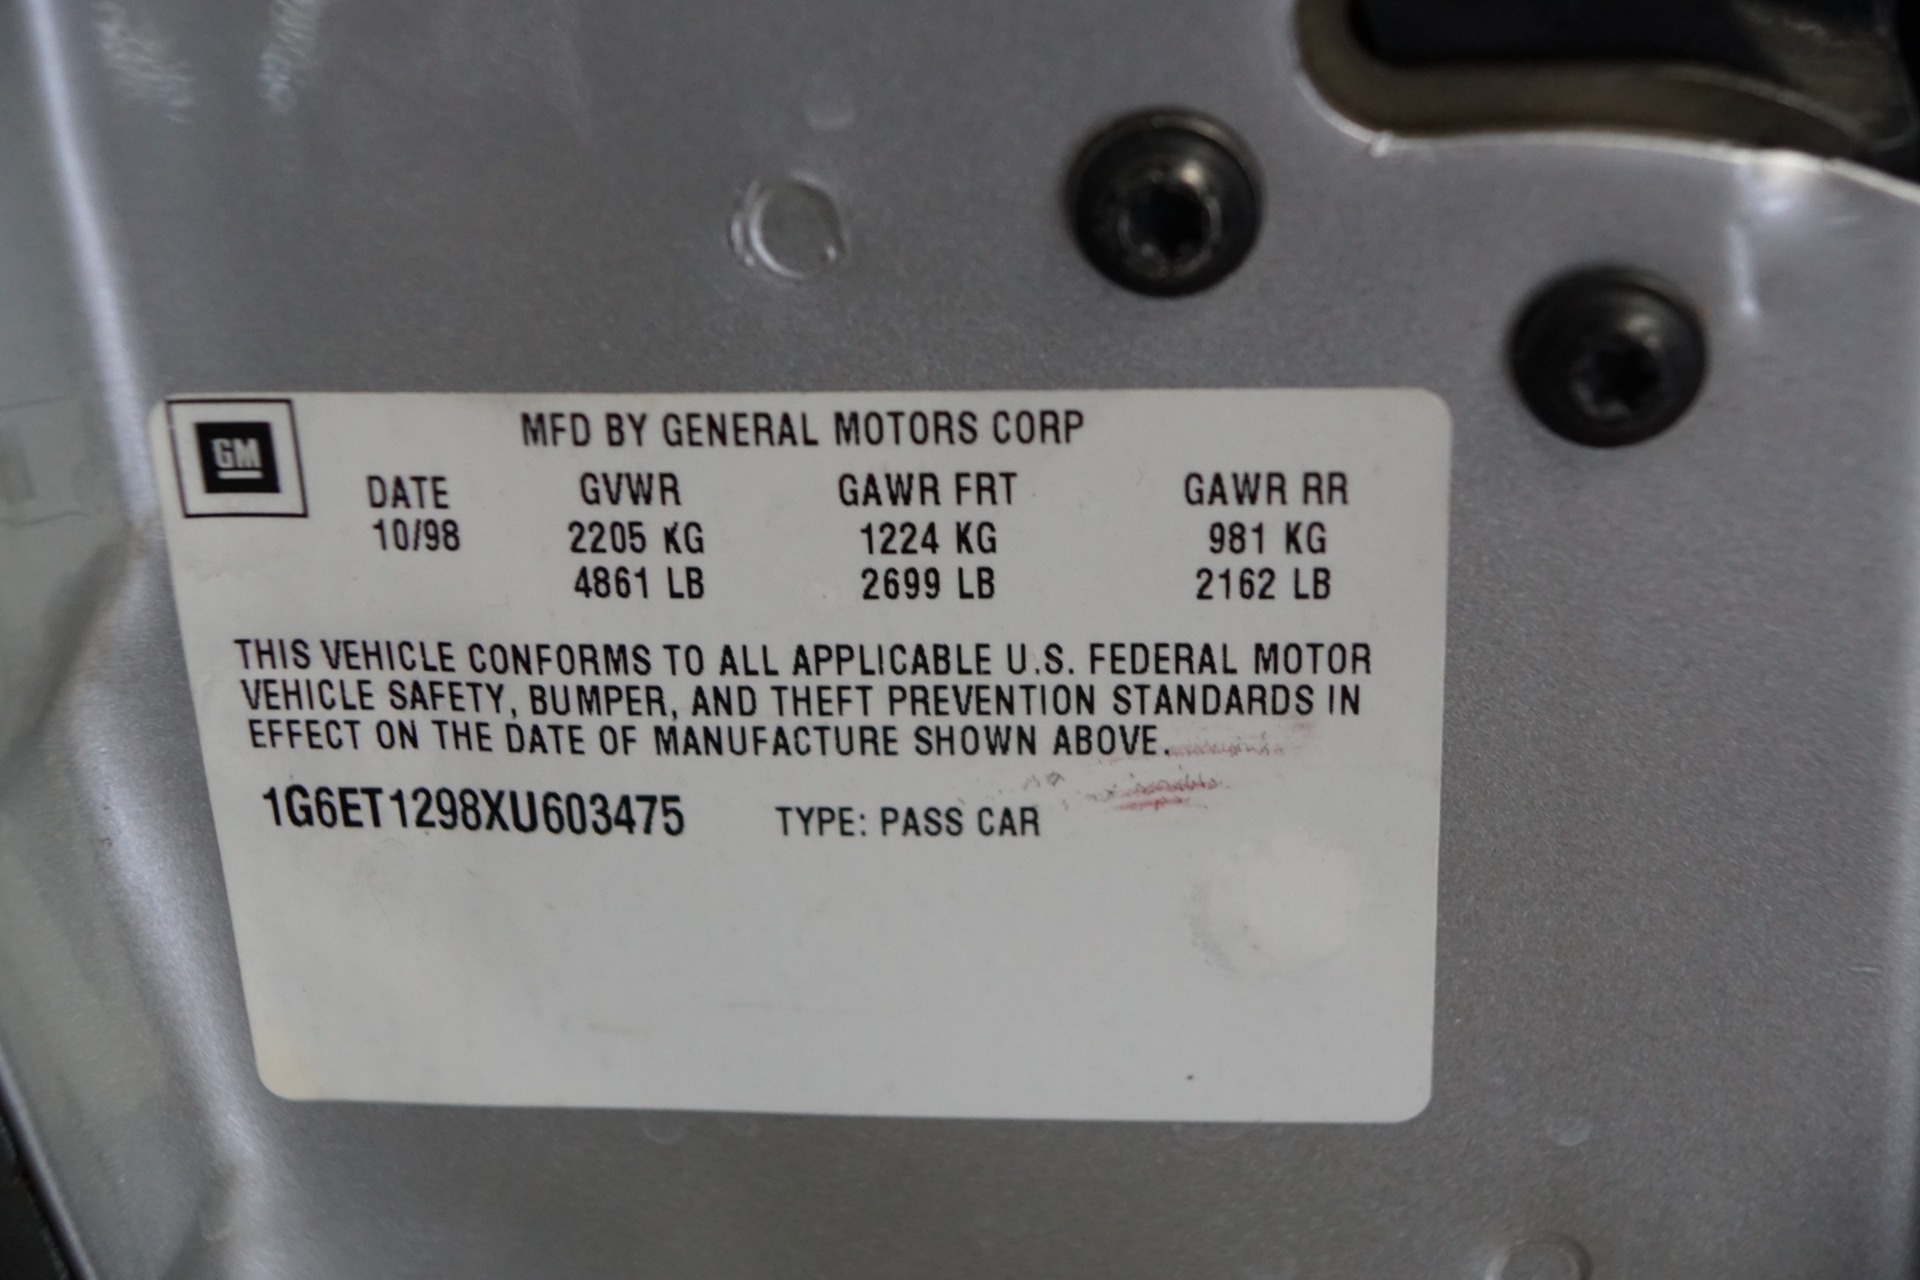 GM
MFD BY GENERAL MOTORS CORP
DATE GVWR GAWR FRT GAWR RR
10/98 2205 KG 1224 KG 981 KG
4861 LB 2699 LB 2162 LB
THIS VEHICLE CONFORMS TO ALL APPLICABLE U.S. FEDERAL MOTOR
VEHICLE SAFETY, BUMPER, AND THEFT PREVENTION STANDARDS IN
EFFECT ON THE DATE OF MANUFACTURE SHOWN ABOVE.
1G6ET1298XU603475 TYPE: PASS CAR